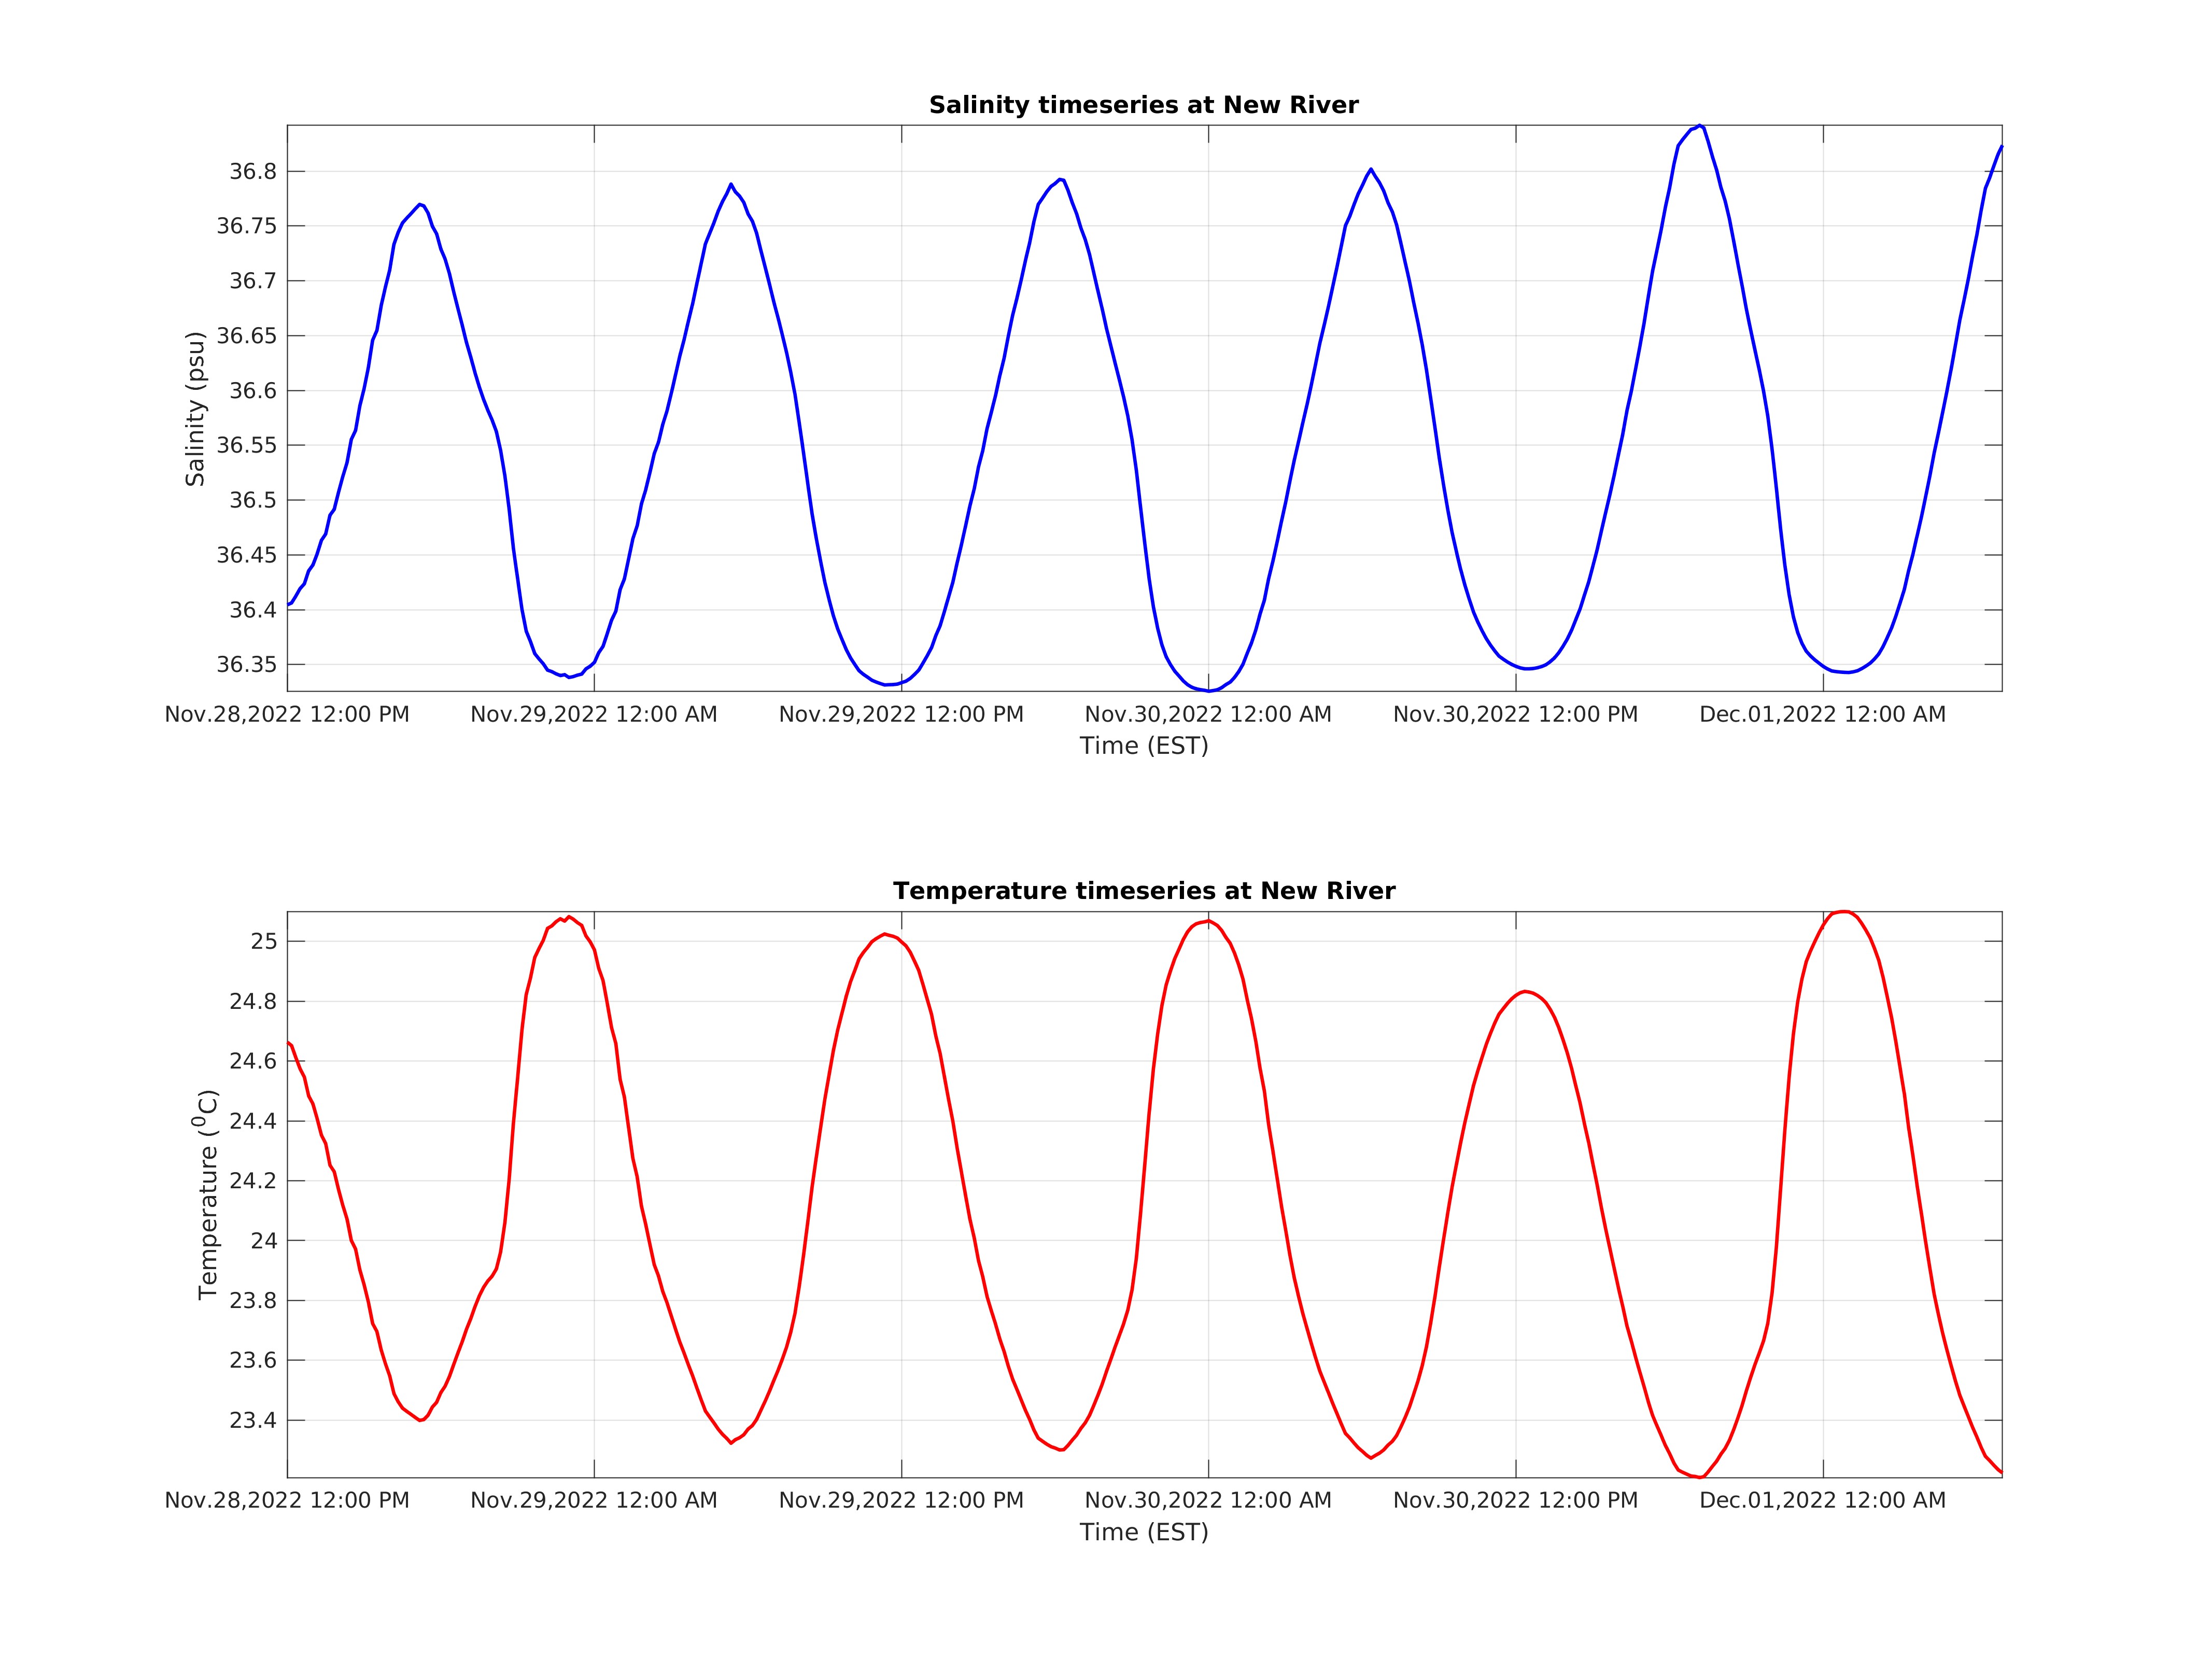 Salinity timeseries at New River
Salinity (psu)
36.8
36.75
36.7
36.65
36.6
36.55
36.5
36.45
36.4
36.35
Nov.28,2022 12:00 PM Nov.29,2022 12:00 AM Nov.29,2022 12:00 PM Nov.30,2022 12:00 AM Nov.30,2022 12:00 PM Dec.01,2022 12:00 AM
Time (EST)
Temperature timeseries at New River
Temperature (⁰C)
25
24.8
24.6
24.4
24.2
24
23.8
23.6
23.4
Nov.28,2022 12:00 PM Nov.29,2022 12:00 AM Nov.29,2022 12:00 PM Nov.30,2022 12:00 AM Nov.30,2022 12:00 PM Dec.01,2022 12:00 AM
Time (EST)